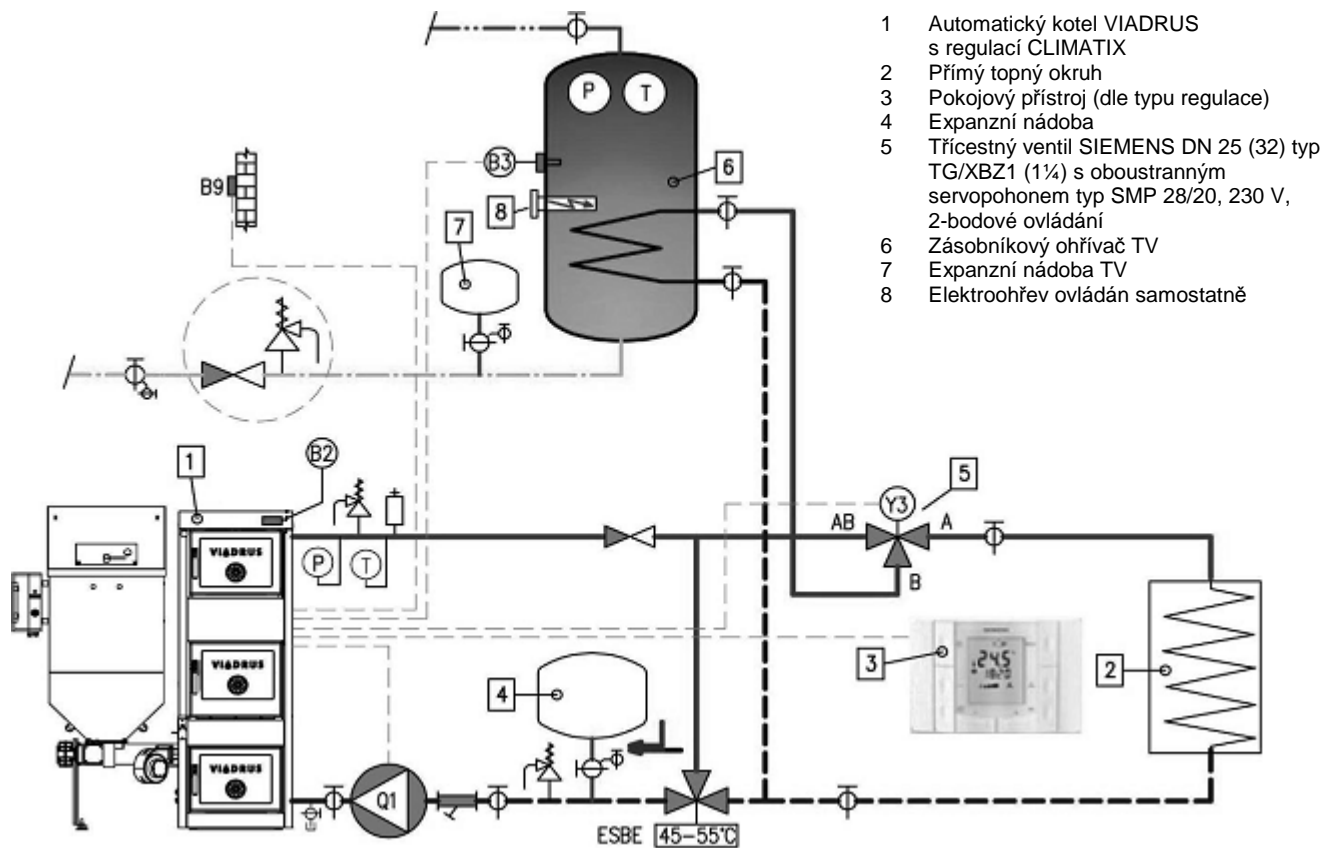 1 Automatický kotel VIADRUS
s regulací CLIMATIX
2 Přímý topný okruh
3 Pokojový přístroj (dle typu regulace)
4 Expanzní nádoba
5 Třícestný ventil SIEMENS DN 25 (32) typ
TG/XBZ1 (1¼) s oboustranným
servopohonem typ SMP 28/20, 230 V,
2-bodové ovládání
6 Zásobníkový ohřívač TV
7 Expanzní nádoba TV
8 Elektroohřev ovládán samostatně
P T
B3
6
B9
8
7
1
B2
5
Y3
AB A
B
P T
VIADRUS
VIADRUS
VIADRUS
3
24.5
2
4
Q1
ESBE 45-55°C